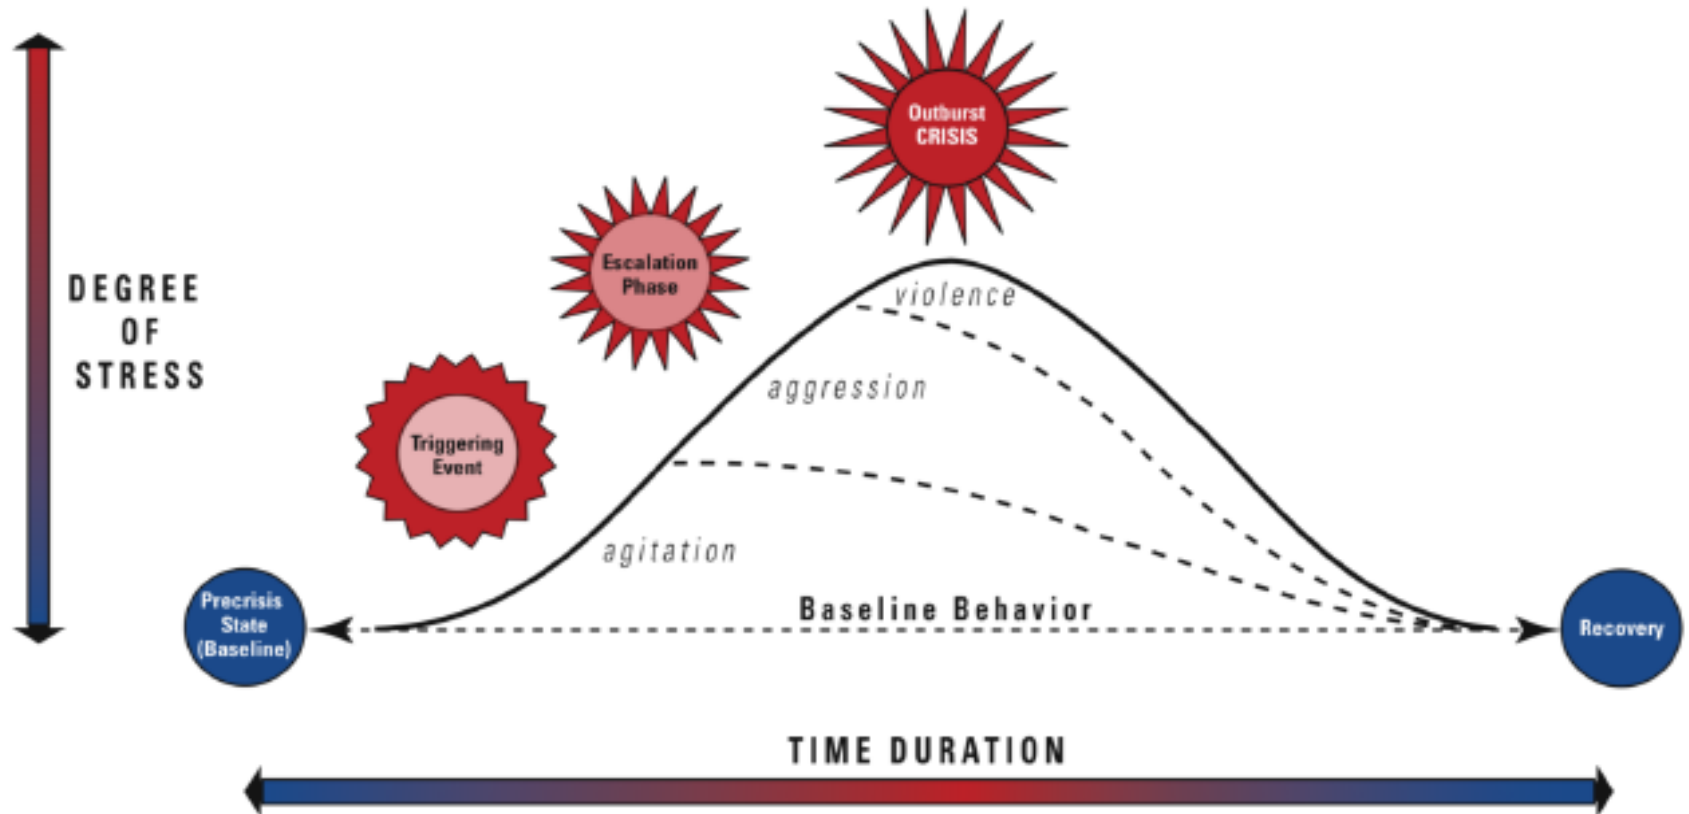 Outburst
CRISIS
Escalation
Phase
violence
DEGREE
OF
STRESS
aggression
Triggering
Event
agitation
Precrisis
State
(Baseline)
Baseline Behavior
Recovery
TIME DURATION